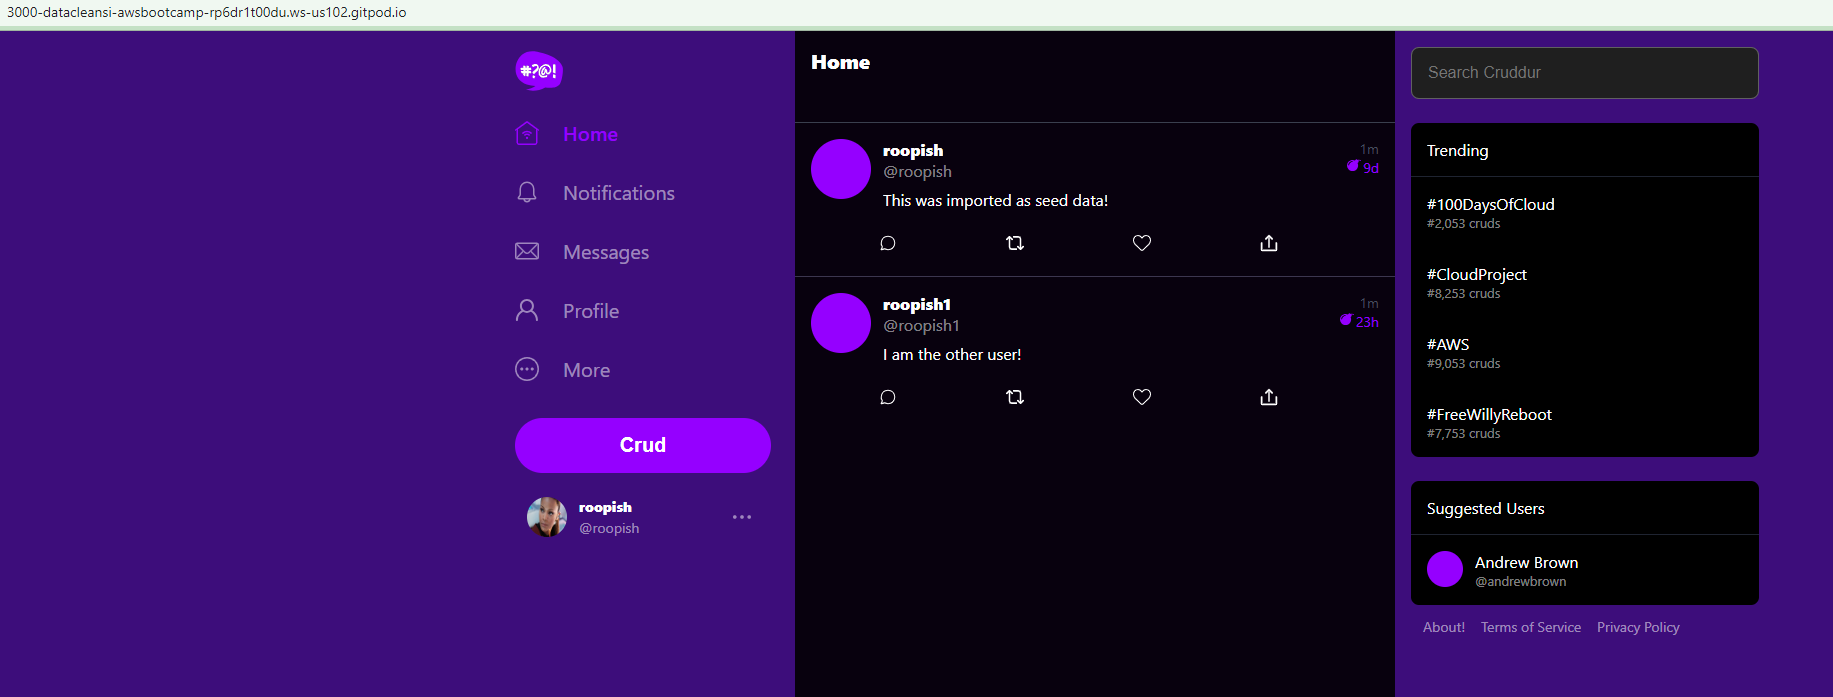 3000-datacleansi-awsbootcamp-rp6dr1t00du.ws-us102.gitpod.io
#?@!
Home
Notifications
Messages
Profile
More
Crud
roopish
@roopish
Home
roopish
@roopish
1m
9d
This was imported as seed data!
roopish1
@roopish1
1m
23h
I am the other user!
Search Cruddur
Trending
#100DaysOfCloud
#2,053 cruds
#CloudProject
#8,253 cruds
#AWS
#9,053 cruds
#FreeWillyReboot
#7,753 cruds
Suggested Users
Andrew Brown
@andrewbrown
About! Terms of Service Privacy Policy